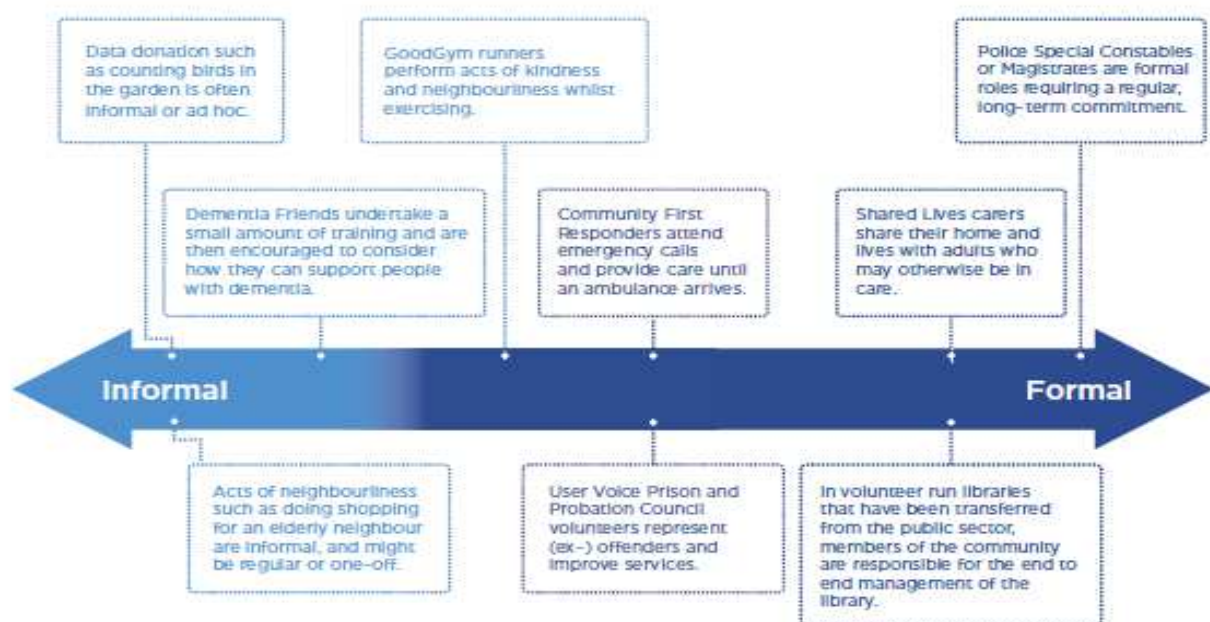 Data donation such
as counting birds in
the garden is often
informal or ad hoc.
GoodGym runners
perform acts of kindness
and neighbourliness whilst
exercising.
Police Special Constables
or Magistrates are formal
roles requiring a regular,
long-term commitment.
Dementia Friends undertake a
small amount of training and are
then encouraged to consider
how they can support people
with dementia.
Community First
Responders attend
emergency calls
and provide care until
an ambulance arrives.
Shared Lives carers
share their home and
lives with adults who
may otherwise be in
care.
Informal
Formal
Acts of neighbourliness
such as doing shopping
for an elderly neighbour
are informal, and might
be regular or one-off.
User Voice Prison and
Probation Council
volunteers represent
(ex-) offenders and
improve services.
In volunteer run libraries
that have been transferred
from the public sector,
members of the community
are responsible for the end to
end management of the
library.